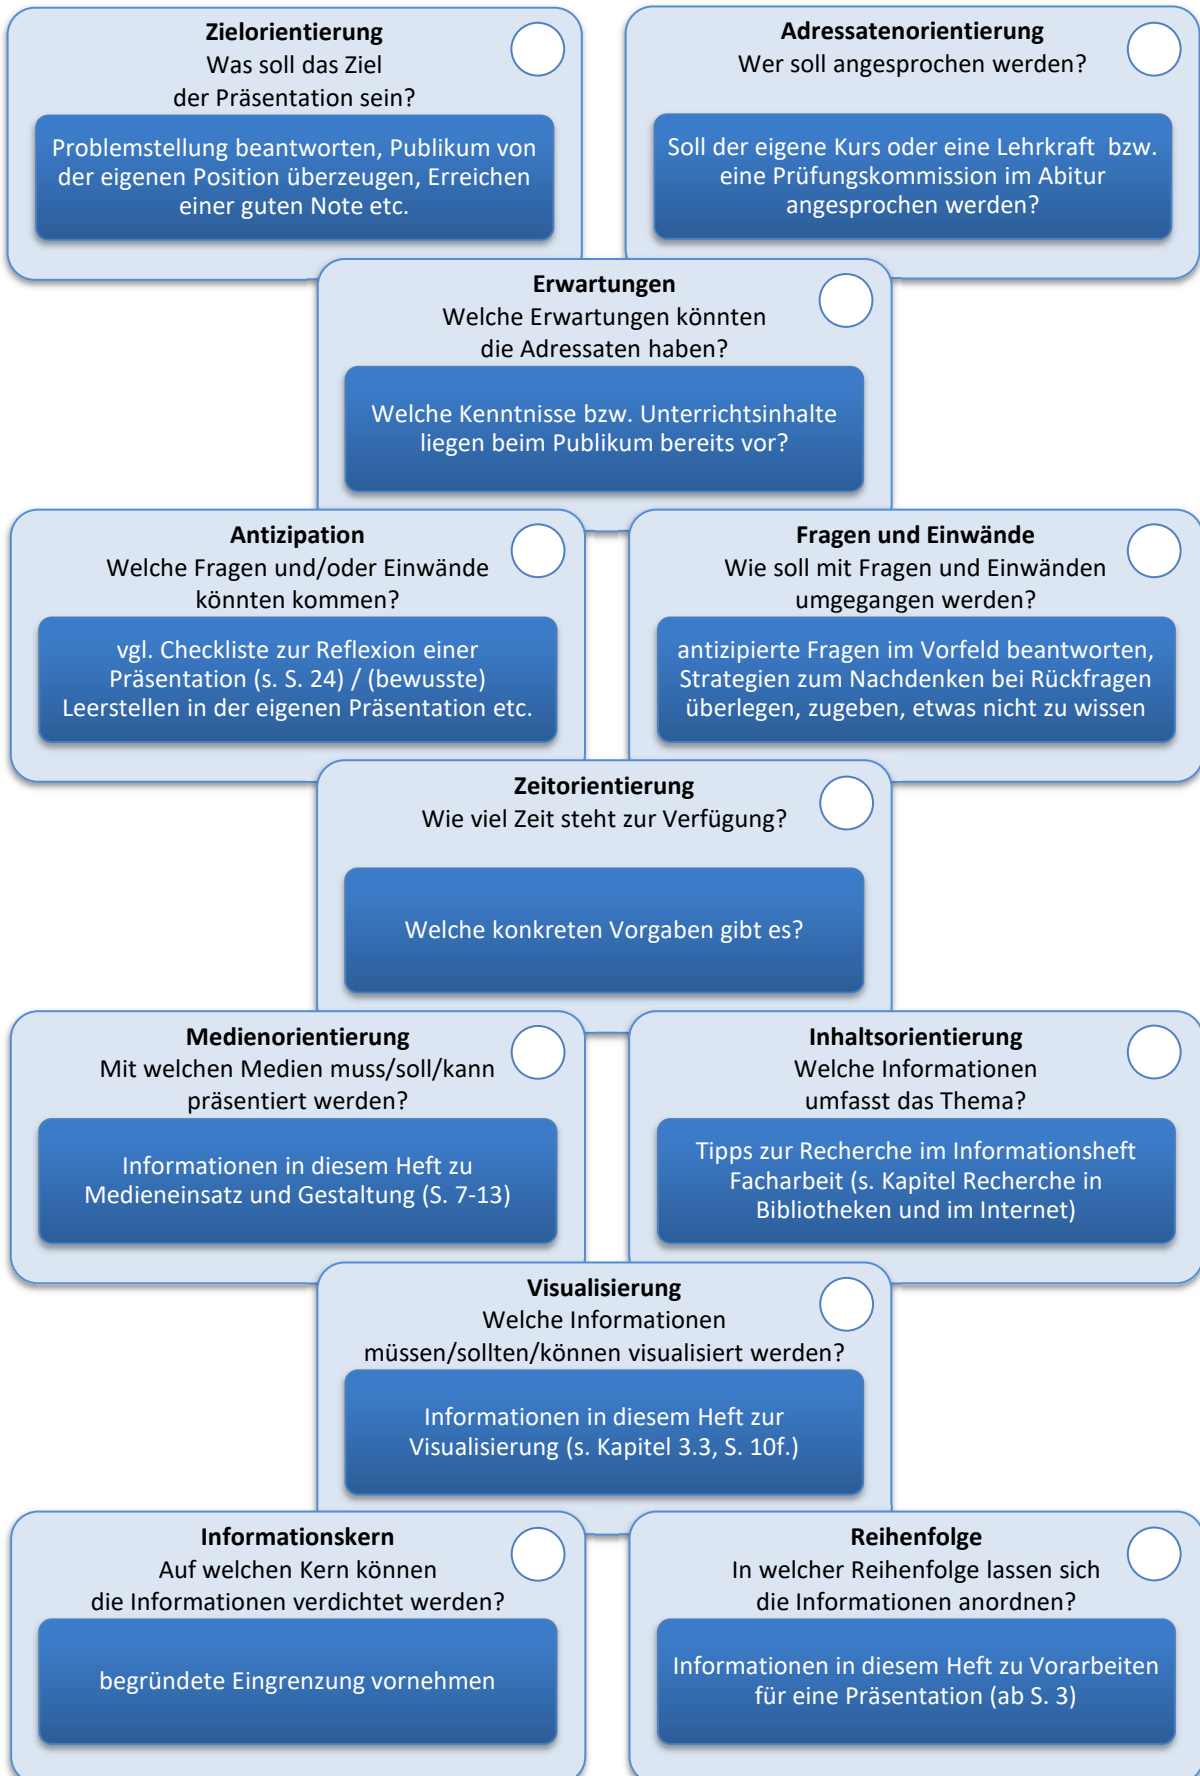 Zielorientierung
Was soll das Ziel
der Präsentation sein?
Problemstellung beantworten, Publikum von
der eigenen Position überzeugen, Erreichen
einer guten Note etc.
Adressatenorientierung
Wer soll angesprochen werden?
Soll der eigene Kurs oder eine Lehrkraft  bzw.
eine Prüfungskommission im Abitur
angesprochen werden?
Erwartungen
Welche Erwartungen könnten
die Adressaten haben?
Welche Kenntnisse bzw. Unterrichtsinhalte
liegen beim Publikum bereits vor?
Antizipation
Welche Fragen und/oder Einwände
könnten kommen?
vgl. Checkliste zur Reflexion einer
Präsentation (s. S. 24) / (bewusste)
Leerstellen in der eigenen Präsentation etc.
Fragen und Einwände
Wie soll mit Fragen und Einwänden
umgegangen werden?
antizipierte Fragen im Vorfeld beantworten,
Strategien zum Nachdenken bei Rückfragen
überlegen, zugeben, etwas nicht zu wissen
Zeitorientierung
Wie viel Zeit steht zur Verfügung?
Welche konkreten Vorgaben gibt es?
Medienorientierung
Mit welchen Medien muss/soll/kann
präsentiert werden?
Informationen in diesem Heft zu
Medieneinsatz und Gestaltung (S. 7-13)
Inhaltsorientierung
Welche Informationen
umfasst das Thema?
Tipps zur Recherche im Informationsheft
Facharbeit (s. Kapitel Recherche in
Bibliotheken und im Internet)
Visualisierung
Welche Informationen
müssen/sollten/können visualisiert werden?
Informationen in diesem Heft zur
Visualisierung (s. Kapitel 3.3, S. 10f.)
Informationskern
Auf welchen Kern können
die Informationen verdichtet werden?
begründete Eingrenzung vornehmen
Reihenfolge
In welcher Reihenfolge lassen sich
die Informationen anordnen?
Informationen in diesem Heft zu Vorarbeiten
für eine Präsentation (ab S. 3)